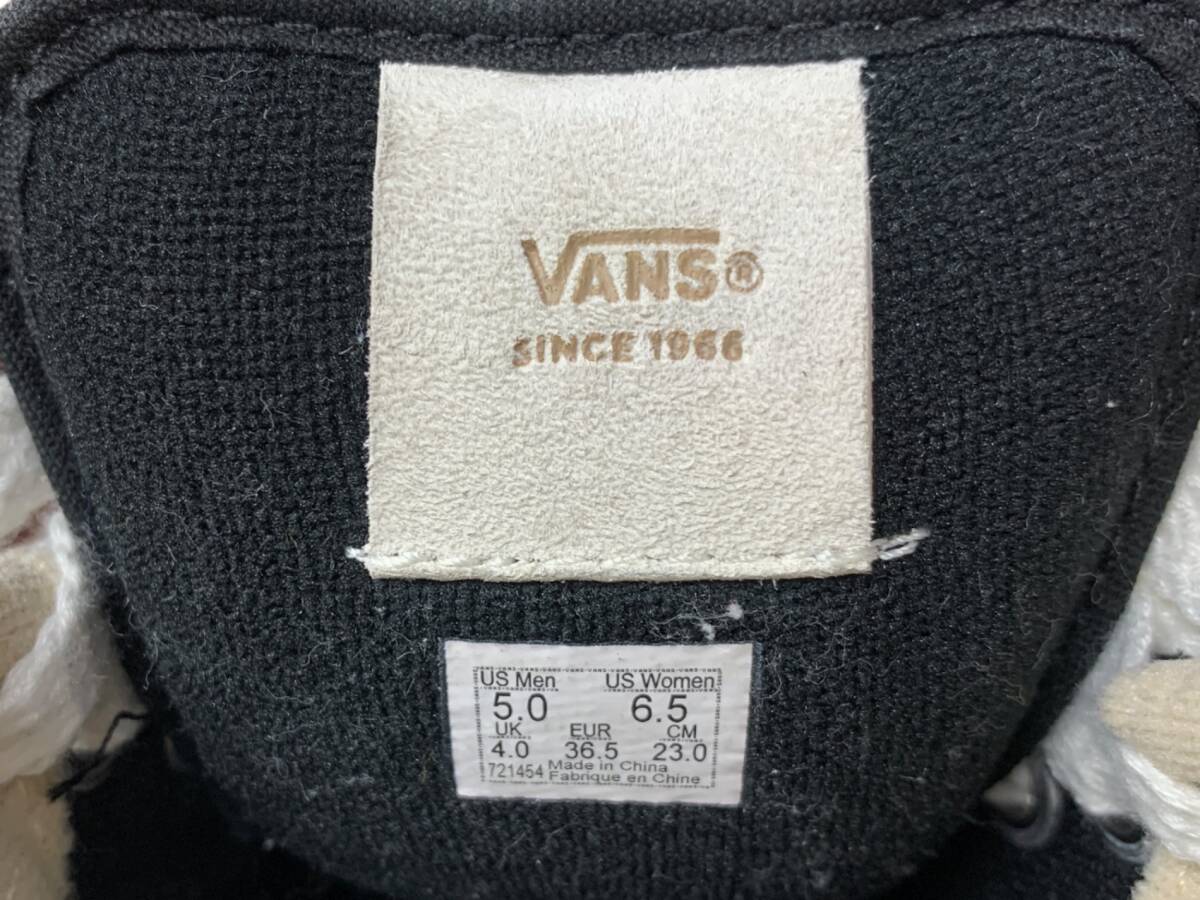 VANS®
SINCE 1966
US Men US Women
5.0 6.5
UK EUR CM
4.0 36.5 23.0
721454 Made in China
Fabrique en Chine